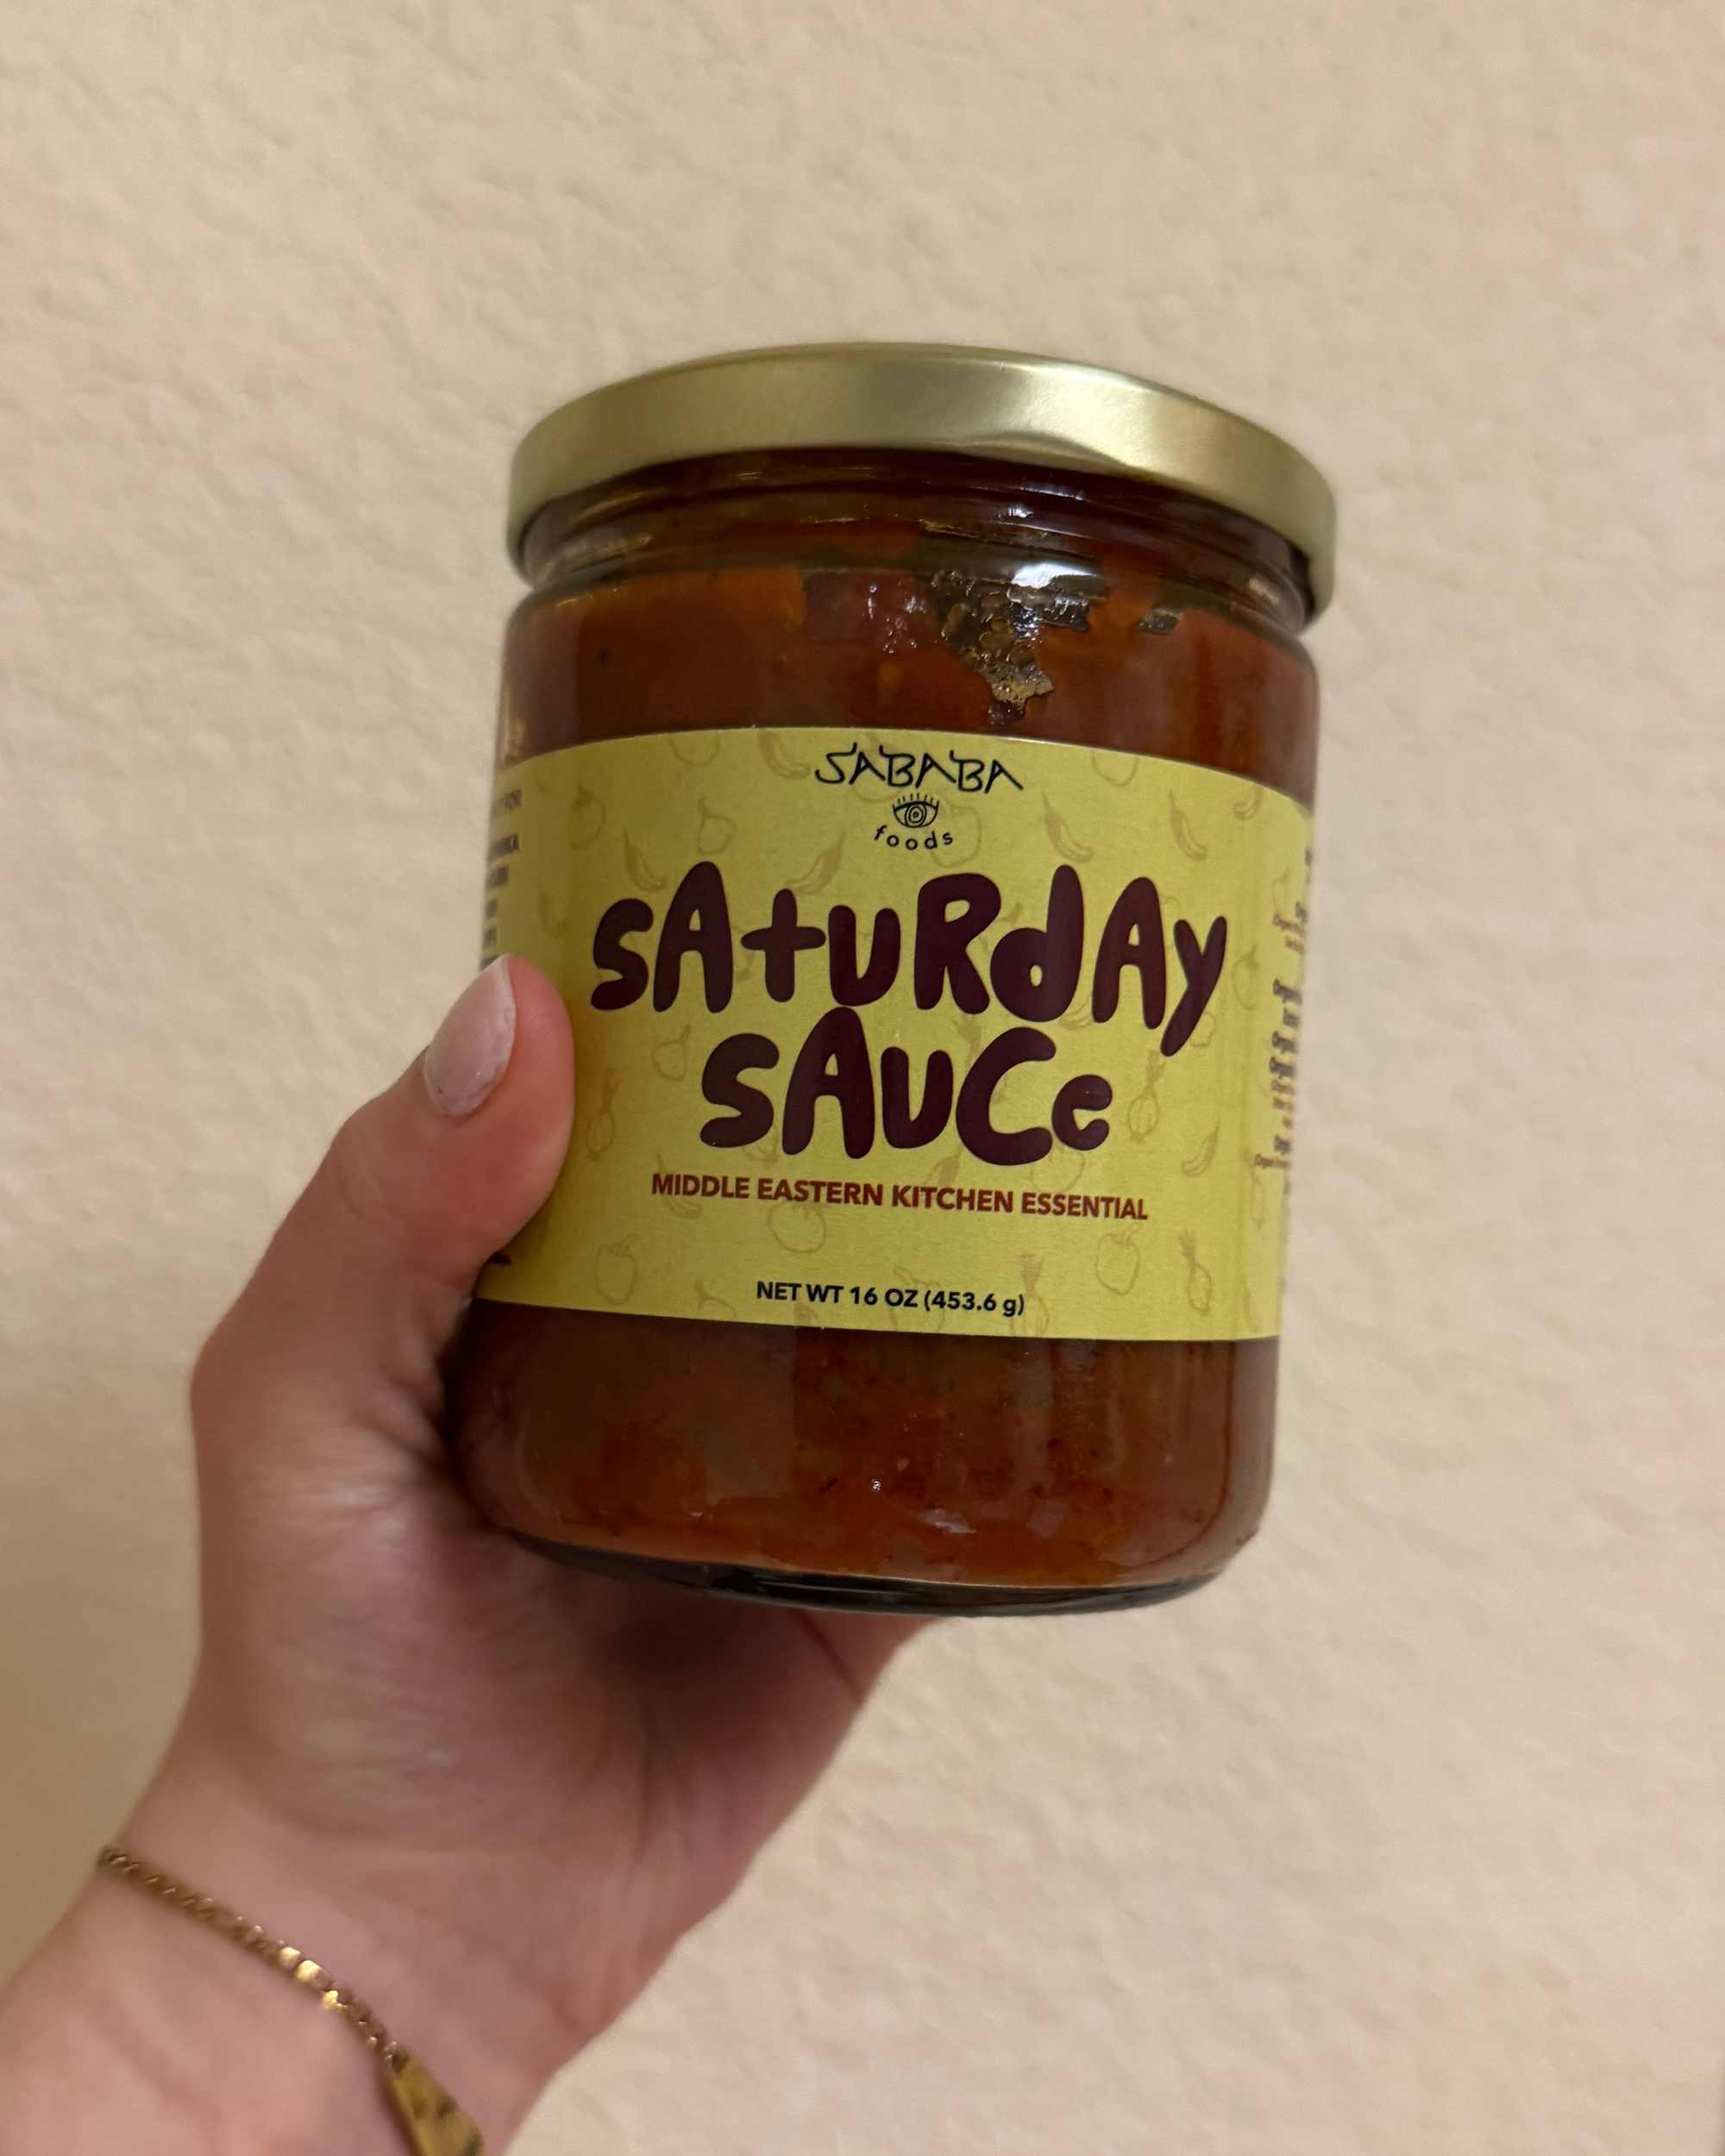 SABABA
foods
SAtuRdAy
SAuCe
MIDDLE EASTERN KITCHEN ESSENTIAL
NET WT 16 OZ (453.6 g)